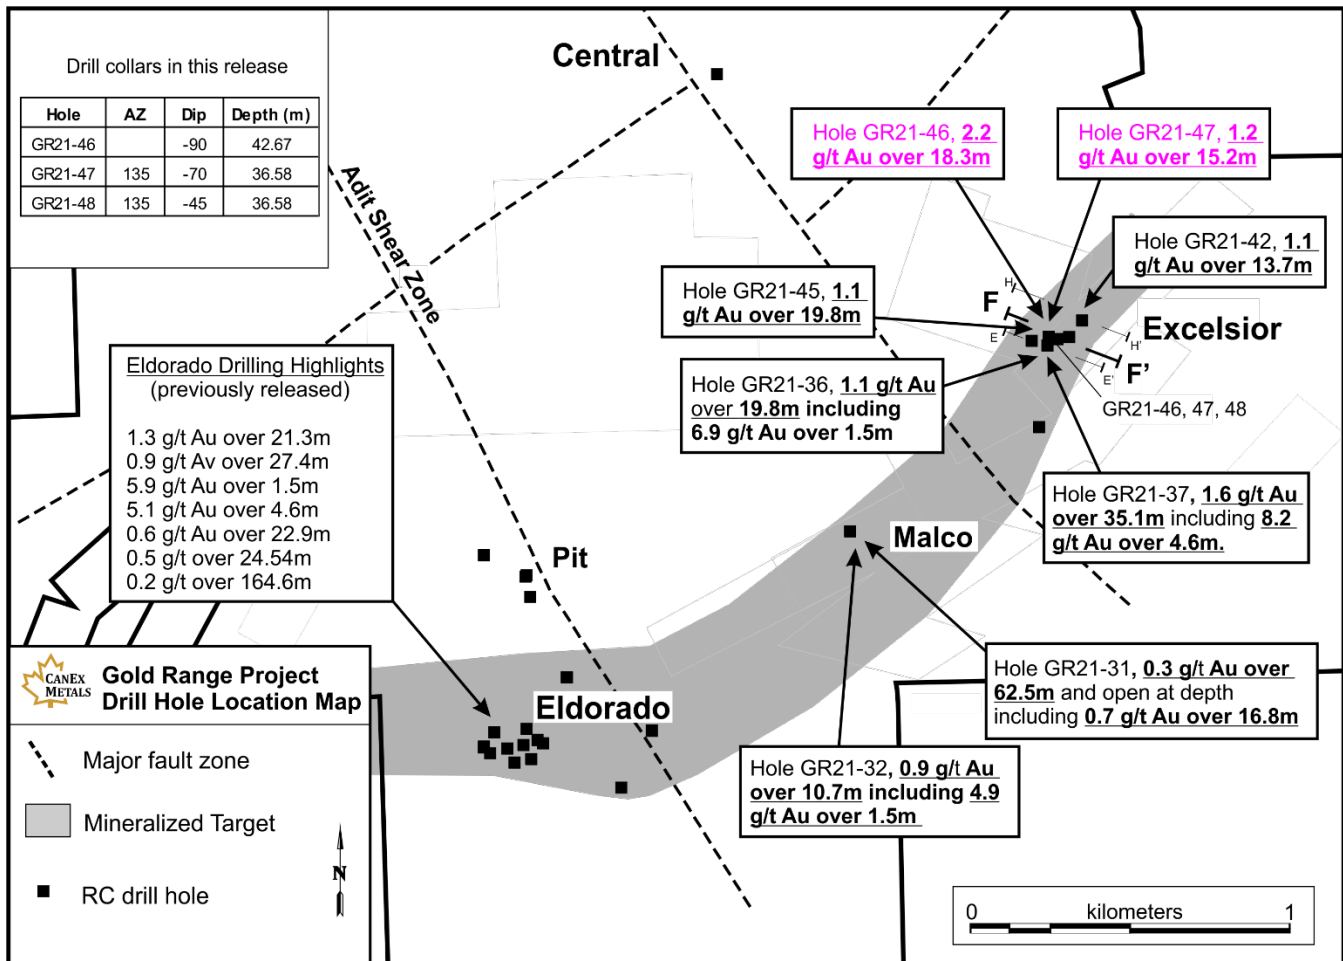 Drill collars in this release
Hole AZ Dip Depth (m)
GR21-46 -90 42.67
GR21-47 135 -70 36.58
GR21-48 135 -45 36.58
Central
Adit Shear Zone
Hole GR21-46, 2.2
g/t Au over 18.3m
Hole GR21-47, 1.2
g/t Au over 15.2m
Hole GR21-42, 1.1
g/t Au over 13.7m
Hole GR21-45, 1.1
g/t Au over 19.8m
H
F
E
Excelsior
H'
F'
E'
GR21-46, 47, 48
Hole GR21-36, 1.1 g/t Au
over 19.8m including
6.9 g/t Au over 1.5m
Eldorado Drilling Highlights
(previously released)
1.3 g/t Au over 21.3m
0.9 g/t Av over 27.4m
5.9 g/t Au over 1.5m
5.1 g/t Au over 4.6m
0.6 g/t Au over 22.9m
0.5 g/t over 24.54m
0.2 g/t over 164.6m
Hole GR21-37, 1.6 g/t Au
over 35.1m including 8.2
g/t Au over 4.6m.
Malco
Pit
Eldorado
Hole GR21-31, 0.3 g/t Au over
62.5m and open at depth
including 0.7 g/t Au over 16.8m
Hole GR21-32, 0.9 g/t Au
over 10.7m including 4.9
g/t Au over 1.5m
CANEX
METALS
Gold Range Project
Drill Hole Location Map
Major fault zone
Mineralized Target
RC drill hole
N
0 kilometers 1